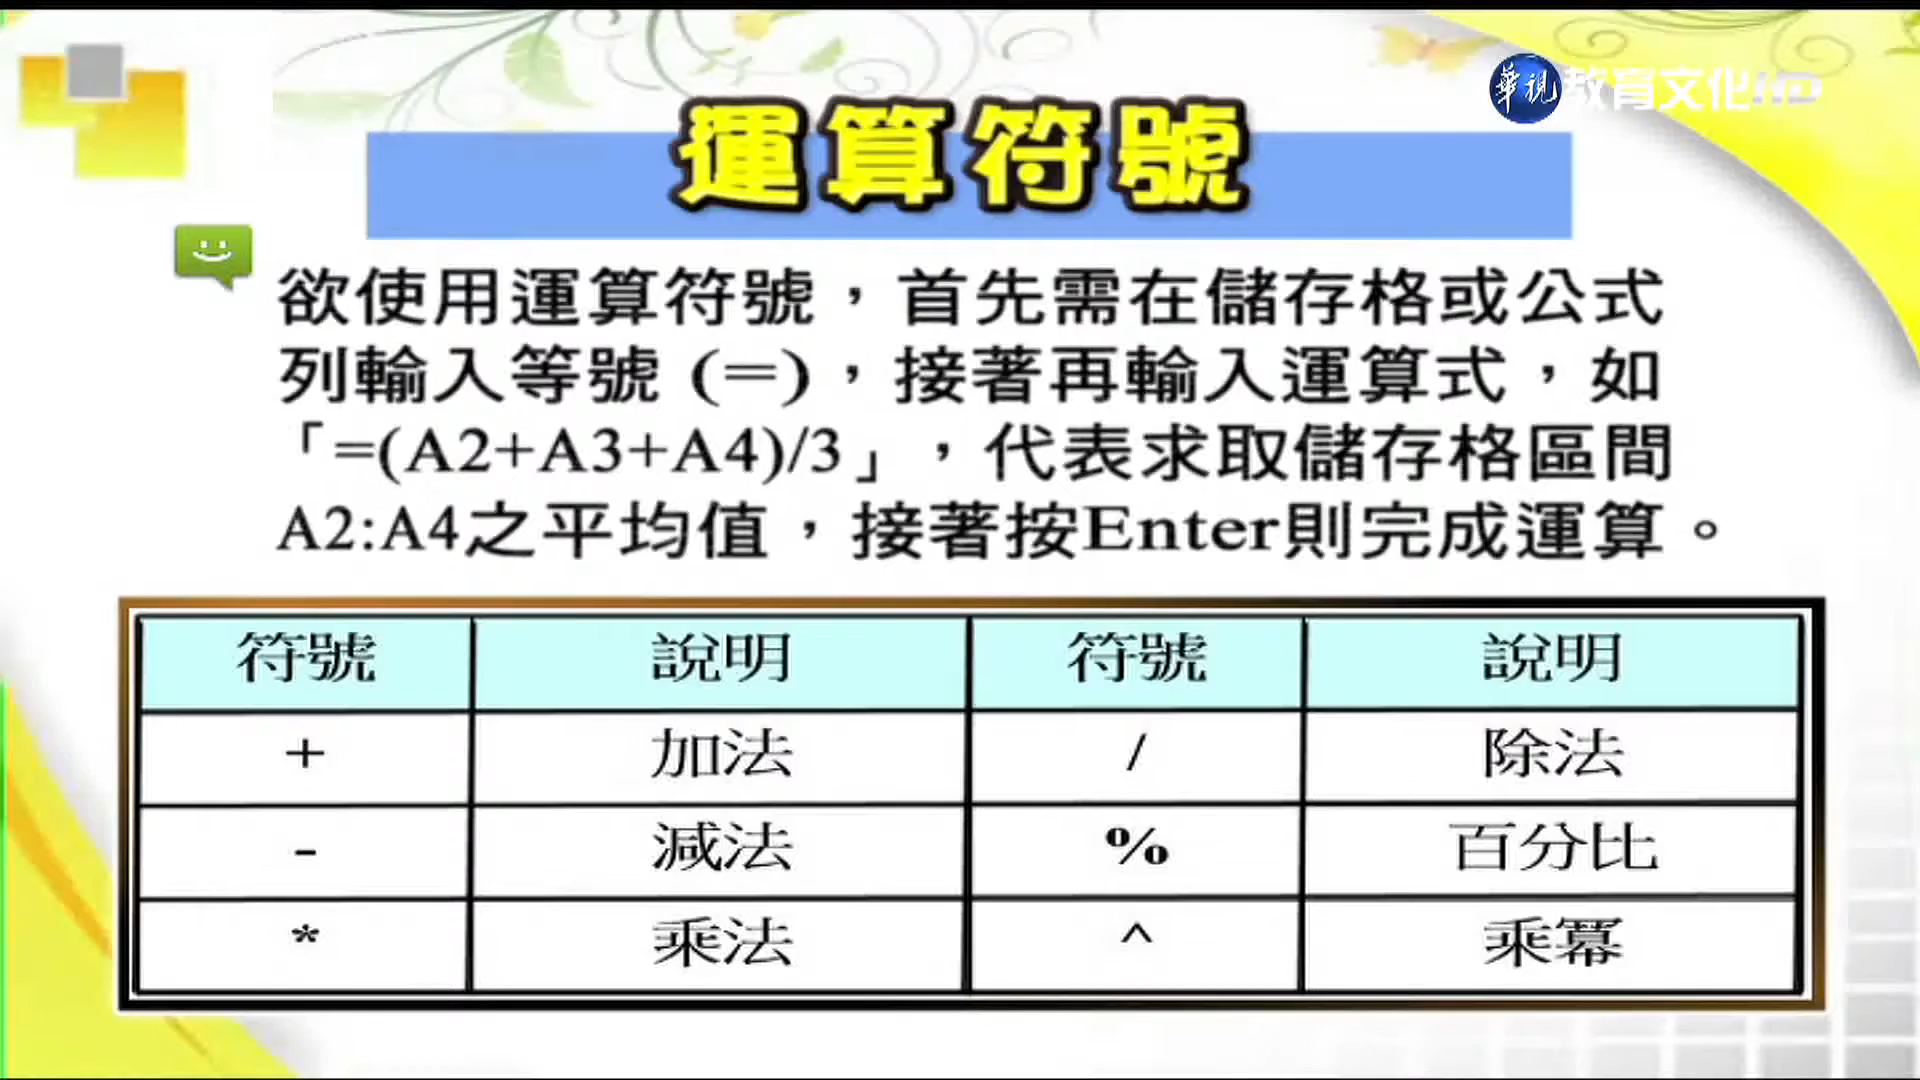 華視 教育文化HD
運算符號
欲使用運算符號，首先需在儲存格或公式
列輸入等號 (=)，接著再輸入運算式，如
「=(A2+A3+A4)/3」，代表求取儲存格區間
A2:A4之平均值，接著按Enter則完成運算。
符號 說明 符號 說明
+ 加法 / 除法
- 減法 % 百分比
* 乘法 ^ 乘冪